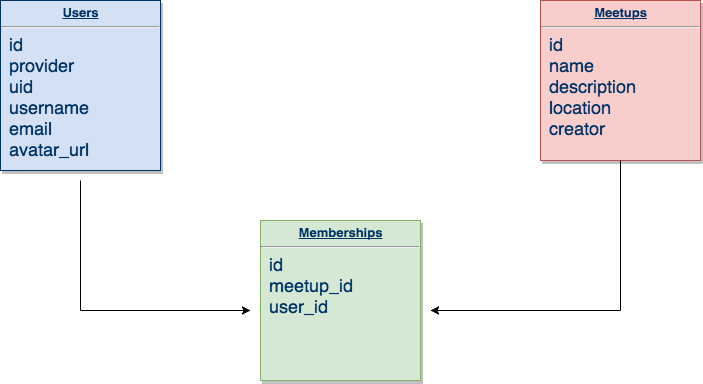 Users
id
provider
uid
username
email
avatar_url
Meetups
id
name
description
location
creator
Memberships
id
meetup_id
user_id